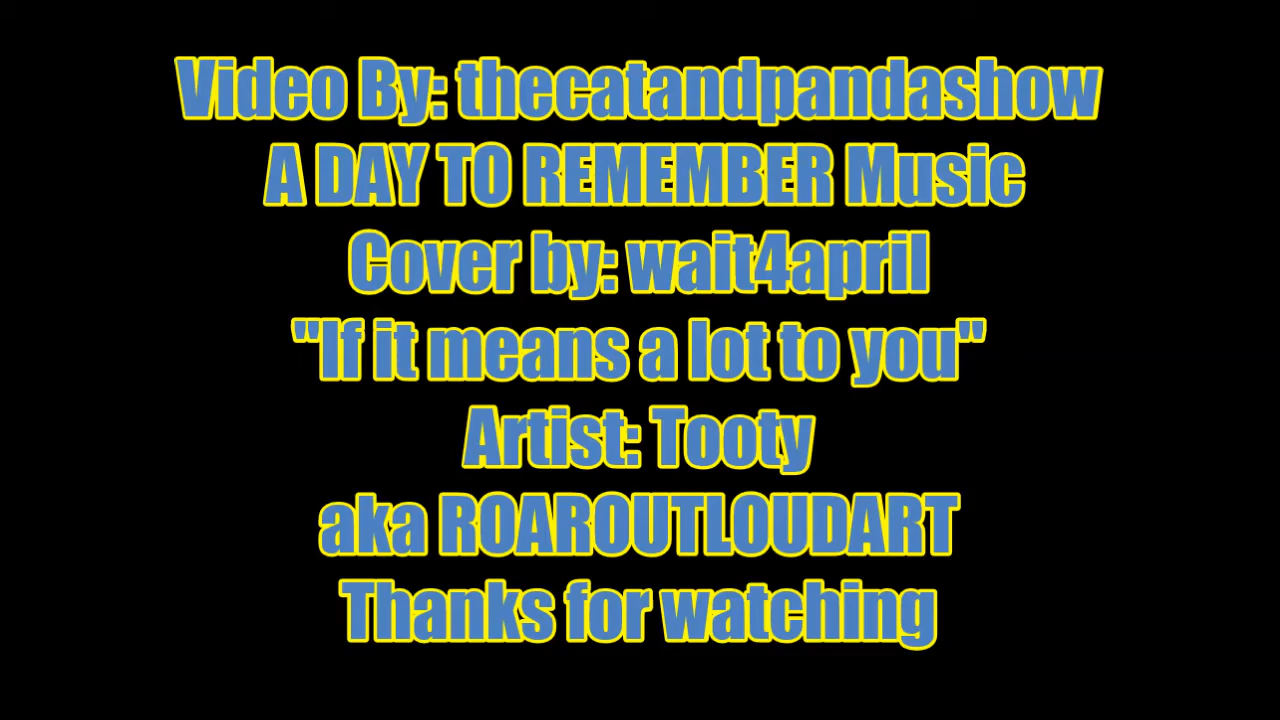 Video By: thecatandpandashow
A DAY TO REMEMBER Music
Cover by: wait4april
"If it means a lot to you"
Artist: Tooty
aka ROAROUTLOUDART
Thanks for watching